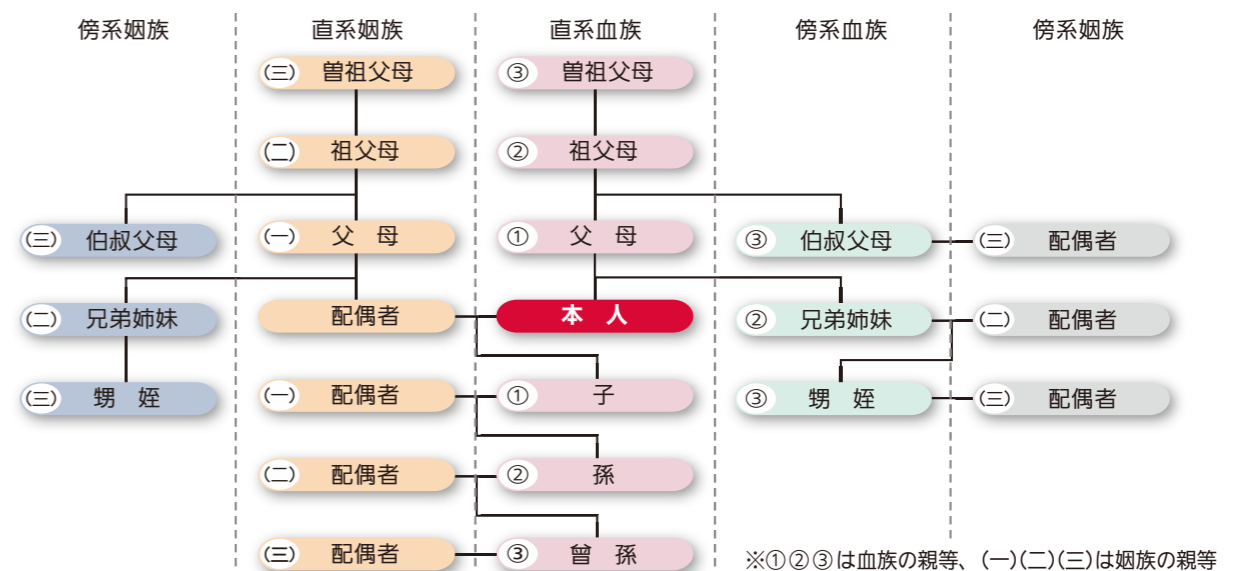 傍系姻族 直系姻族 直系血族 傍系血族 傍系姻族
(三) 曽祖父母 ③ 曽祖父母
(二) 祖父母 ② 祖父母
(三) 伯叔父母 (一) 父 母 ① 父 母 ③ 伯叔父母 (三) 配偶者
(二) 兄弟姉妹 配偶者 本 人 ② 兄弟姉妹 (二) 配偶者
(三) 甥 姪 (一) 配偶者 ① 子 ③ 甥 姪 (三) 配偶者
(二) 配偶者 ② 孫
(三) 配偶者 ③ 曾 孫
※①②③は血族の親等、(一)(二)(三)は姻族の親等